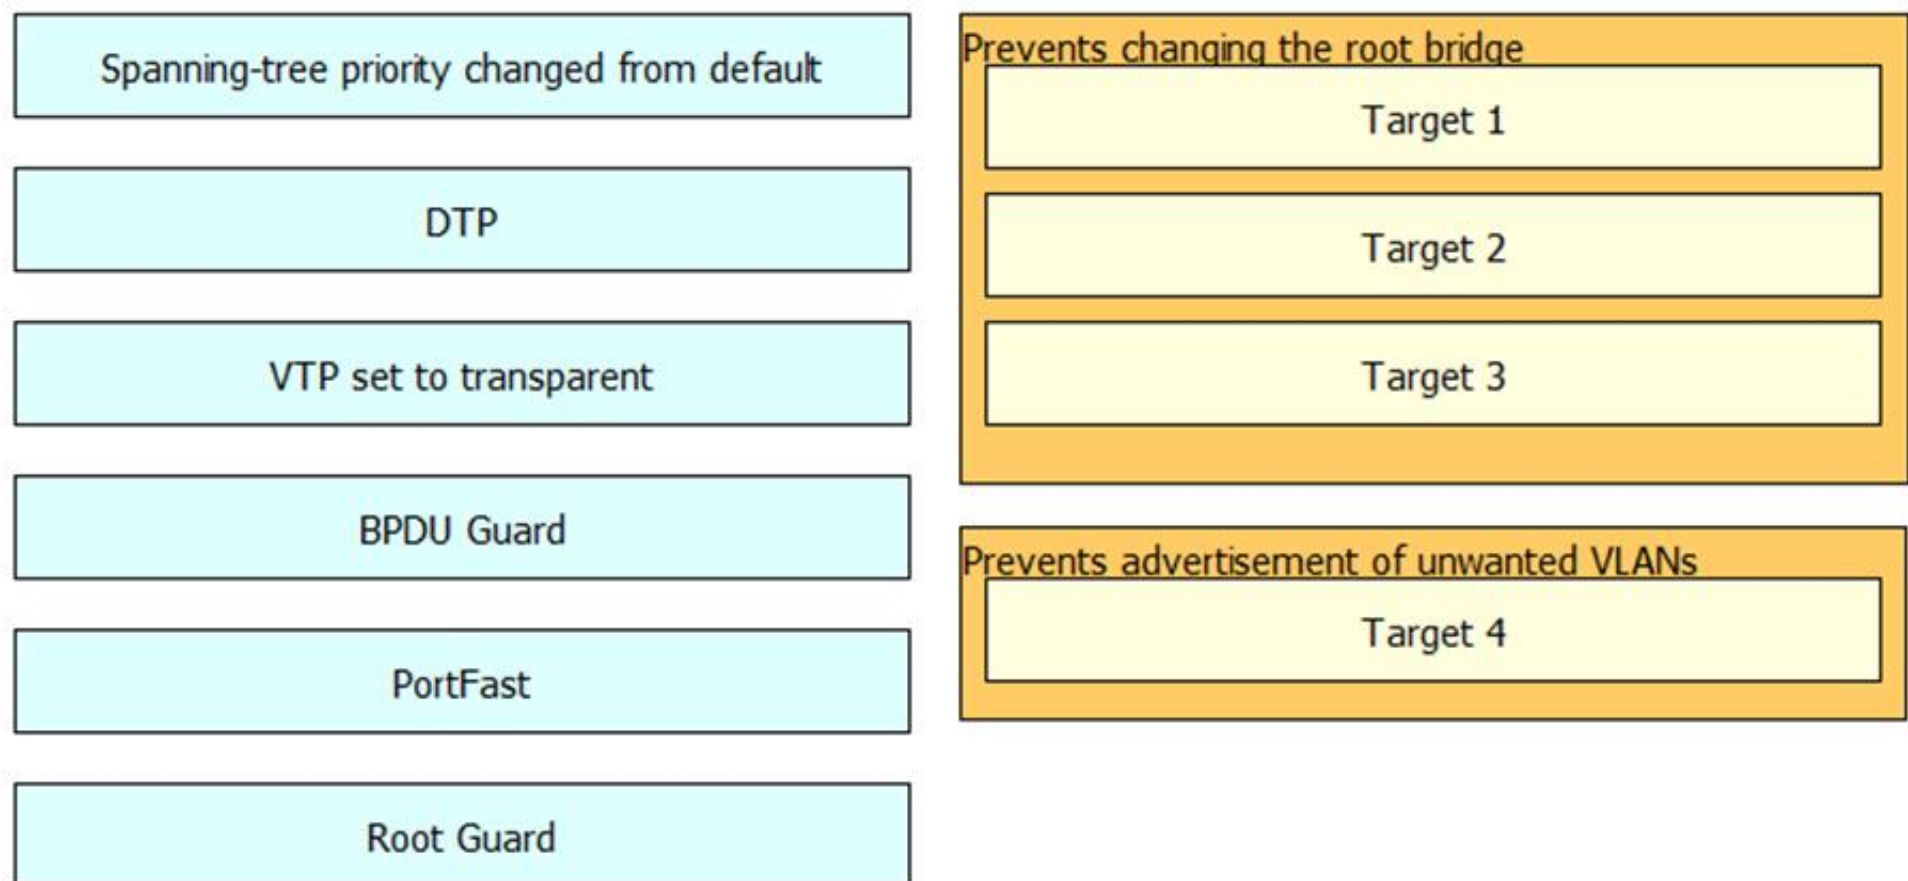 Spanning-tree priority changed from default
DTP
VTP set to transparent
BPDU Guard
PortFast
Root Guard
Prevents changing the root bridge
Target 1
Target 2
Target 3
Prevents advertisement of unwanted VLANs
Target 4